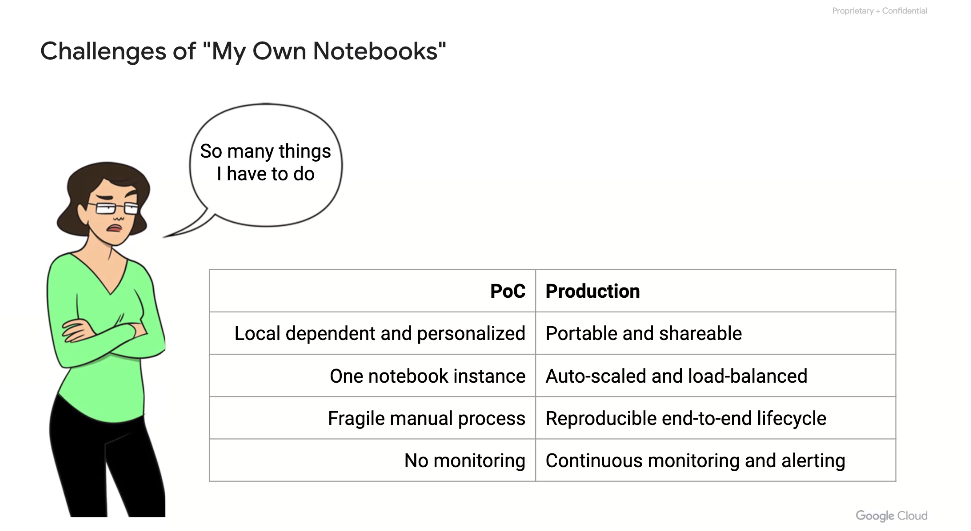 Proprietary + Confidential
Challenges of "My Own Notebooks"
So many things
I have to do
PoC Production
Local dependent and personalized Portable and shareable
One notebook instance Auto-scaled and load-balanced
Fragile manual process Reproducible end-to-end lifecycle
No monitoring Continuous monitoring and alerting
Google Cloud